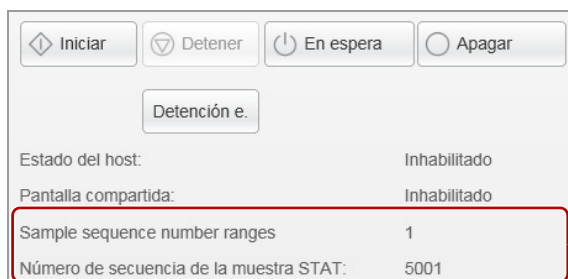 Iniciar Detener En espera Apagar
Detención e.
Estado del host: Inhabilitado
Pantalla compartida: Inhabilitado
Sample sequence number ranges 1
Número de secuencia de la muestra STAT: 5001